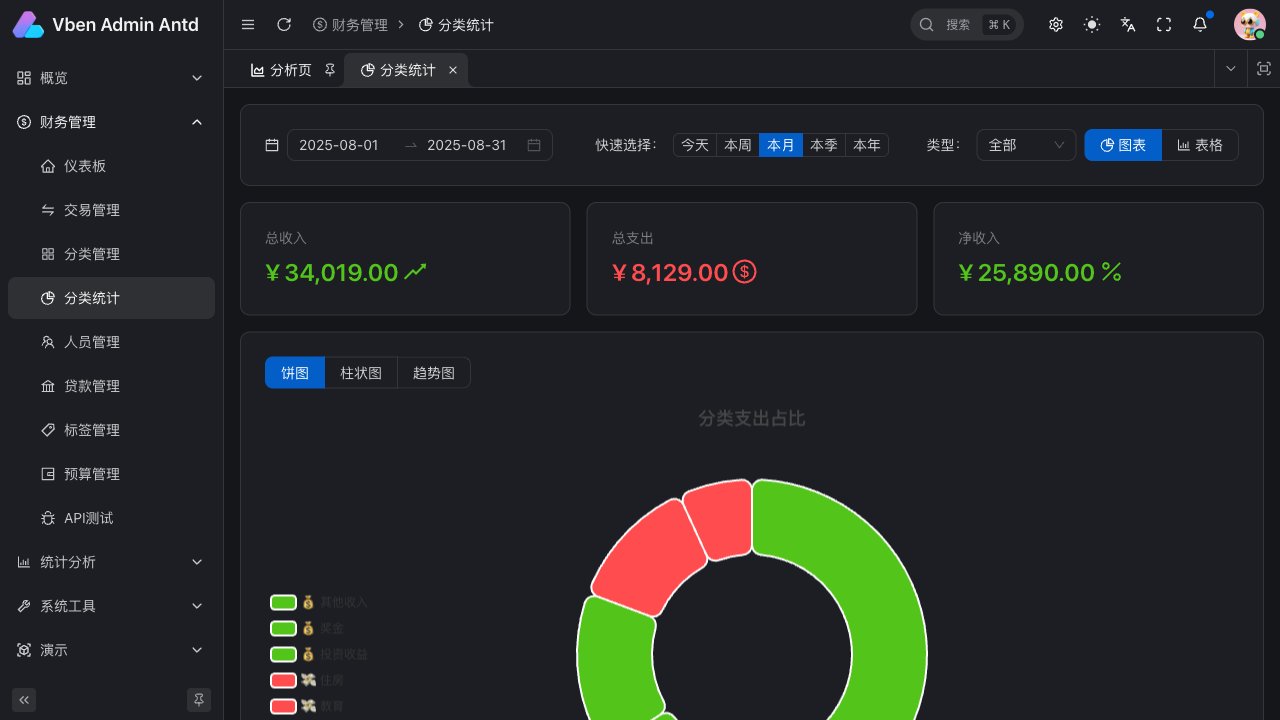 Vben Admin Antd
概览
财务管理
仪表板
交易管理
分类管理
分类统计
人员管理
贷款管理
标签管理
预算管理
API测试
统计分析
系统工具
演示
财务管理
分类统计
搜索
⌘ K
分析页
分类统计
2025-08-01
2025-08-31
快速选择：
今天
本周
本月
本季
本年
类型：
全部
图表
表格
总收入
¥ 34,019.00
总支出
¥ 8,129.00
净收入
¥ 25,890.00
饼图
柱状图
趋势图
分类支出占比
其他收入
奖金
投资收益
住房
教育